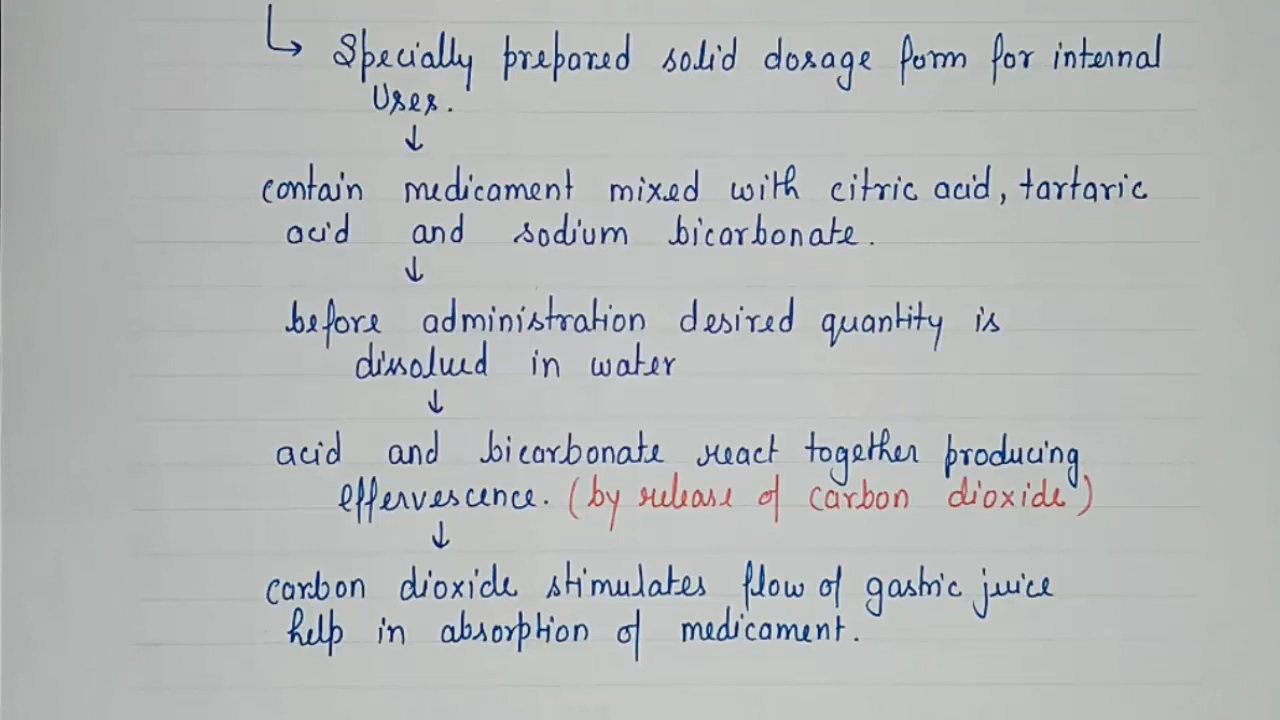 ↳ Specially prepared solid dosage form for internal
Uses.
↓
contain medicament mixed with citric acid, tartaric
acid and sodium bicarbonate.
↓
before administration desired quantity is
dissolved in water
↓
acid and bicarbonate react together producing
effervescence. (by release of carbon dioxide)
↓
carbon dioxide stimulates flow of gastric juice
help in absorption of medicament.